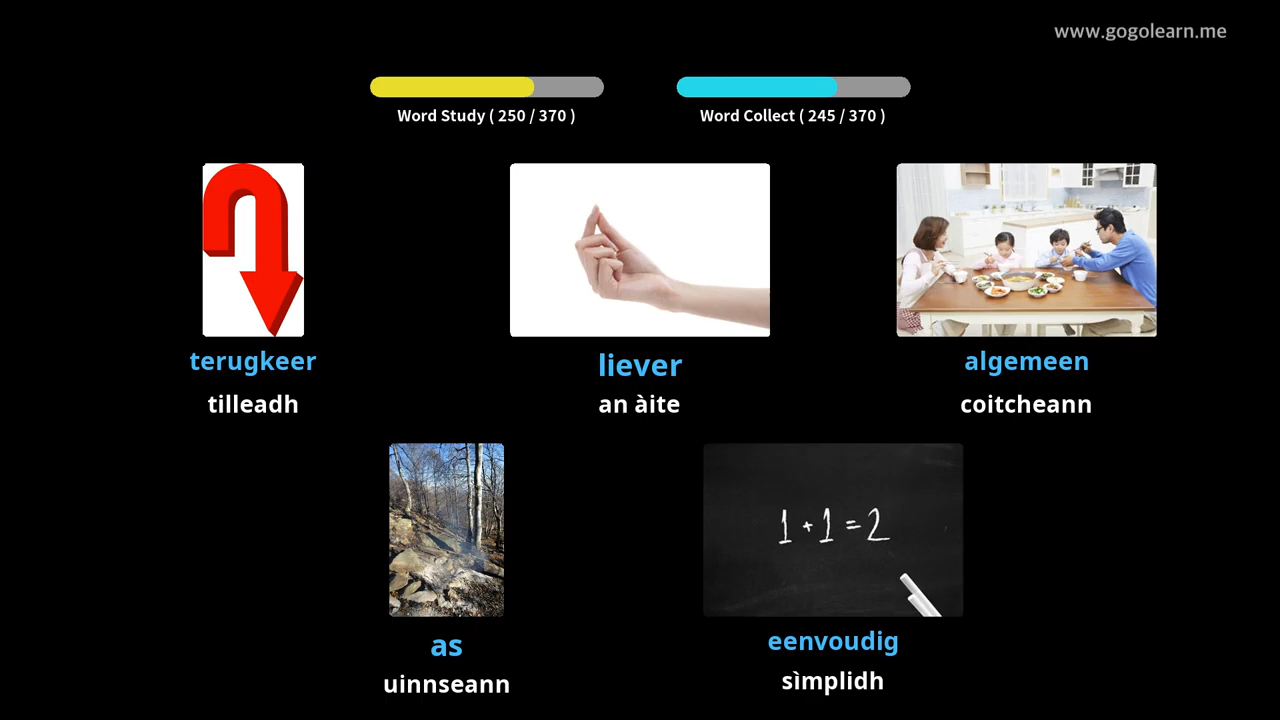 www.gogolearn.me
Word Study ( 250 / 370 )
Word Collect ( 245 / 370 )
terugkeer
tilleadh
liever
an àite
algemeen
coitcheann
1 + 1 = 2
as
uinnseann
eenvoudig
sìmplidh